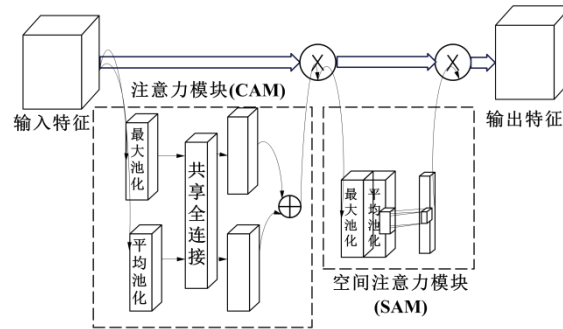 注意力模块(CAM)
输入特征
输出特征
最大池化
共享全连接
平均池化
最大池化
平均池化
空间注意力模块
(SAM)